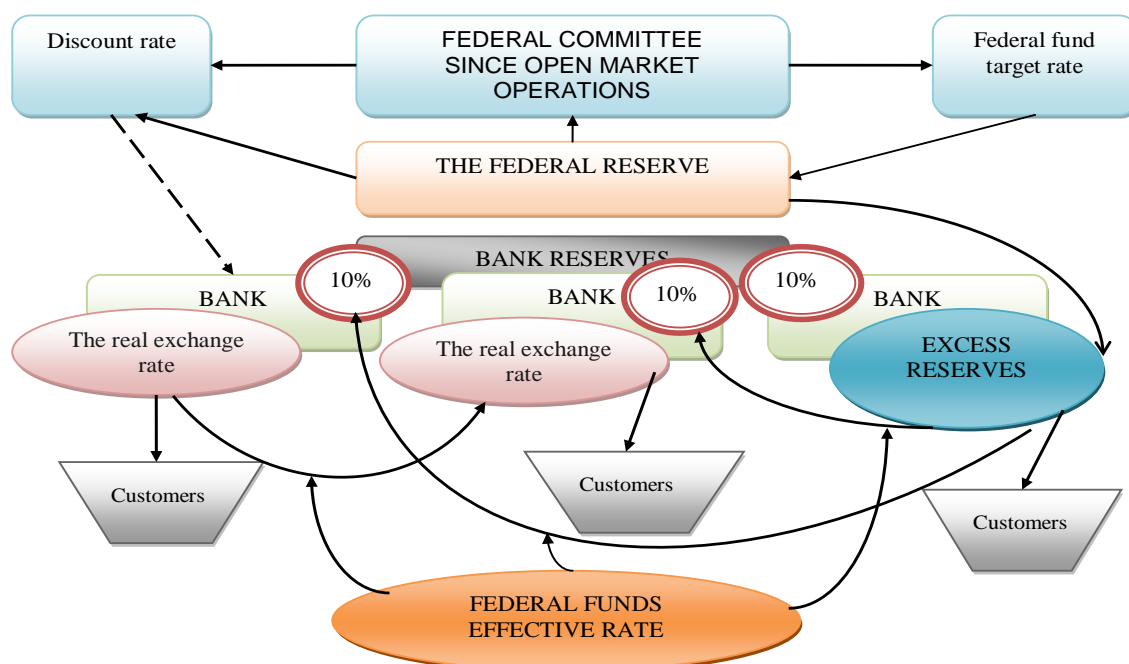 Discount rate
FEDERAL COMMITTEE
SINCE OPEN MARKET
OPERATIONS
Federal fund
target rate
THE FEDERAL RESERVE
BANK RESERVES
10%
10%
10%
BANK
BANK
BANK
The real exchange
rate
The real exchange
rate
EXCESS
RESERVES
Customers
Customers
Customers
FEDERAL FUNDS
EFFECTIVE RATE